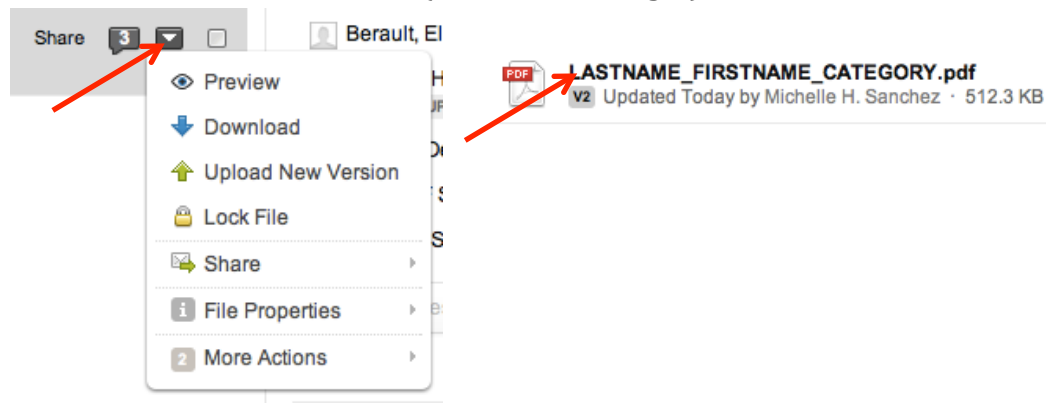 Share 3
Berault, El
Preview
Download
Upload New Version
Lock File
Share
i File Properties
2 More Actions
PDF LASTNAME_FIRSTNAME_CATEGORY.pdf
V2 Updated Today by Michelle H. Sanchez · 512.3 KB